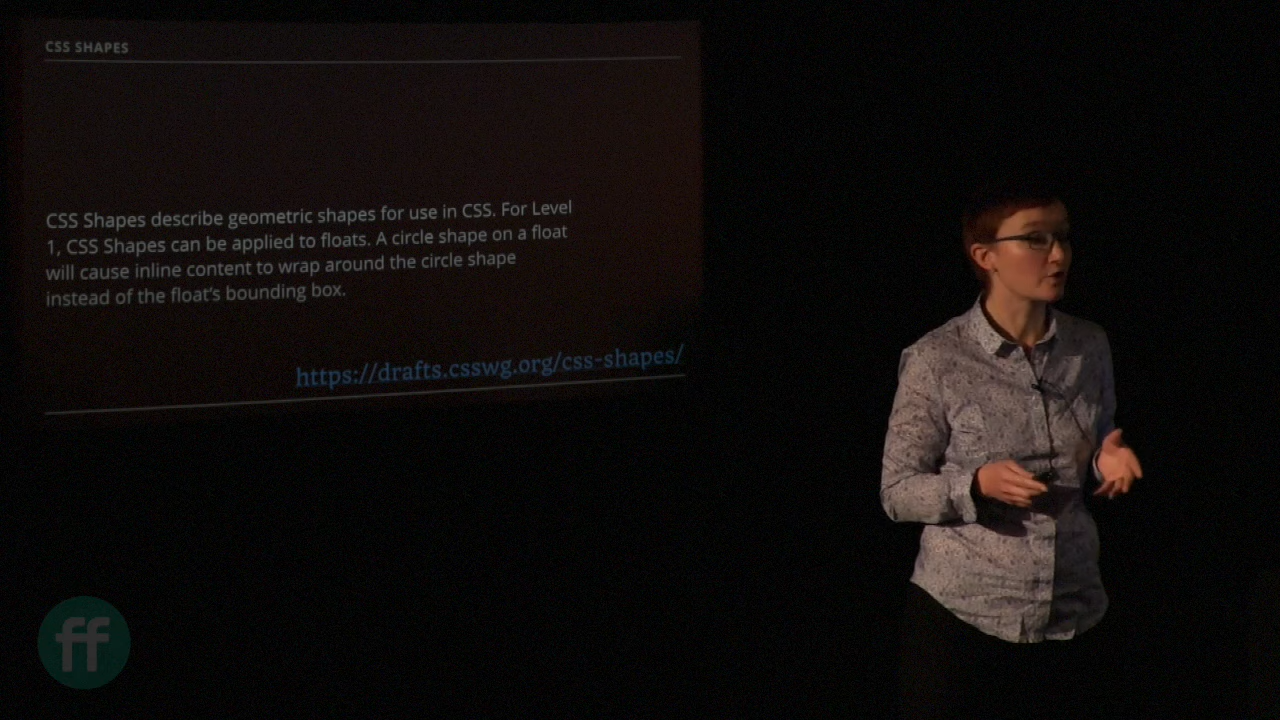 CSS SHAPES
CSS Shapes describe geometric shapes for use in CSS. For Level
1, CSS Shapes can be applied to floats. A circle shape on a float
will cause inline content to wrap around the circle shape
instead of the float's bounding box.
https://drafts.csswg.org/css-shapes/
ff